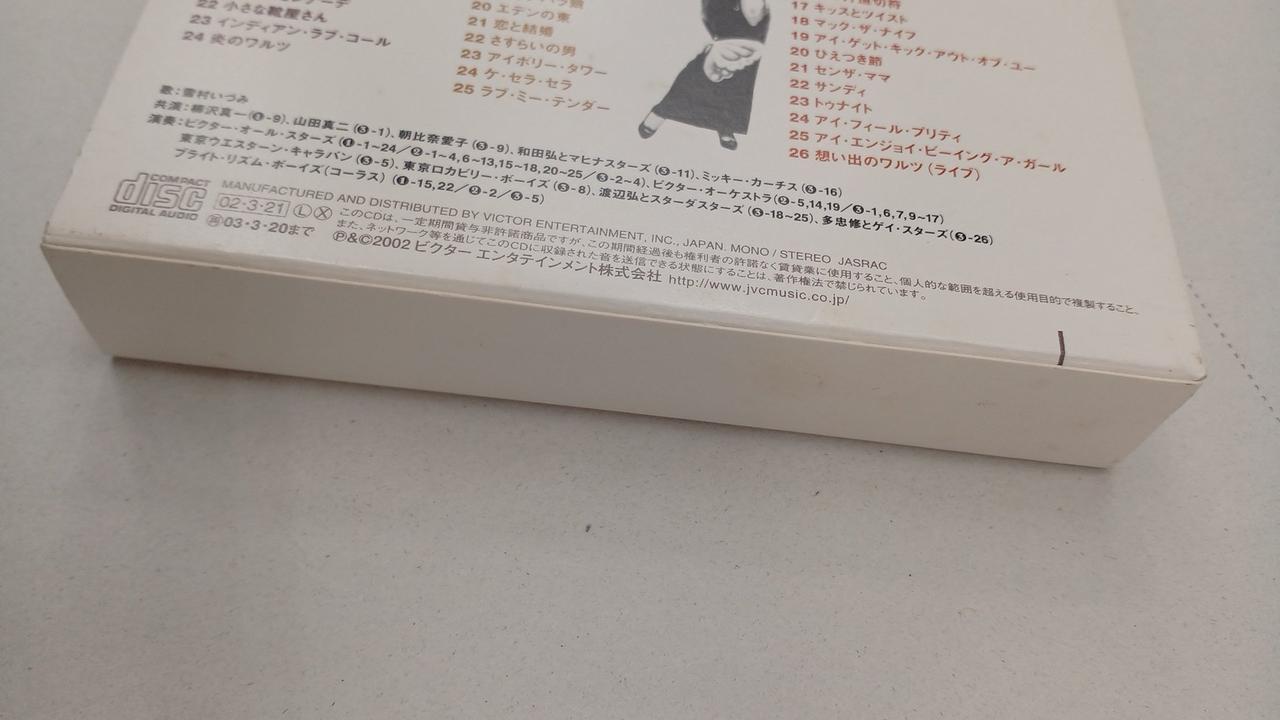 22 小さな靴屋さん
23 インディアン・ラブ・コール
24 炎のワルツ
20 エデンの東
21 恋と結婚
22 さすらいの男
23 アイボリー・タワー
24 ケ・セラ・セラ
25 ラブ・ミー・テンダー
17 キッスとツイスト
18 マック・ザ・ナイフ
19 アイ・ゲット・キック・アウト・オブ・ユー
20 ひえつき節
21 センザ・ママ
22 サンディ
23 トゥナイト
24 アイ・フィール・プリティ
25 アイ・エンジョイ・ビーイング・ア・ガール
26 想い出のワルツ(ライブ)
歌:雪村いづみ
共演:柳沢真一(❶-9)、山田真二(❸-1)、朝比奈愛子(❸-9)、和田弘とマヒナスターズ(❸-11)、ミッキー・カーチス(❸-16)
演奏:ビクター・オール・スターズ(❶-1~24/❷-1~4,6~13,15~18,20~25/❸-2~4)、ビクター・オーケストラ(❷-5,14,19/❸-1,6,7,9~17)
東京ウエスターン・キャラバン(❸-5)、東京ロカビリー・ボーイズ(❸-8)、渡辺弘とスターダスターズ(❸-18~25)、多忠修とゲイ・スターズ(❸-26)
ブライト・リズム・ボーイズ(コーラス)(❶-15,22/❷-2/❸-5)
COMPACT disc DIGITAL AUDIO
MANUFACTURED AND DISTRIBUTED BY VICTOR ENTERTAINMENT, INC., JAPAN. MONO / STEREO JASRAC
02・3・21 Ⓛ Ⓧ このCDは、一定期間貸与非許諾商品ですが、この期間経過後も権利者の許諾なく賃貸業に使用すること、個人的な範囲を超える使用目的で複製すること、
03・3・20まで また、ネットワーク等を通じてこのCDに収録された音を送信できる状態にすることは、著作権法で禁じられています。
Ⓟ&©2002 ビクター エンタテインメント株式会社 http://www.jvcmusic.co.jp/